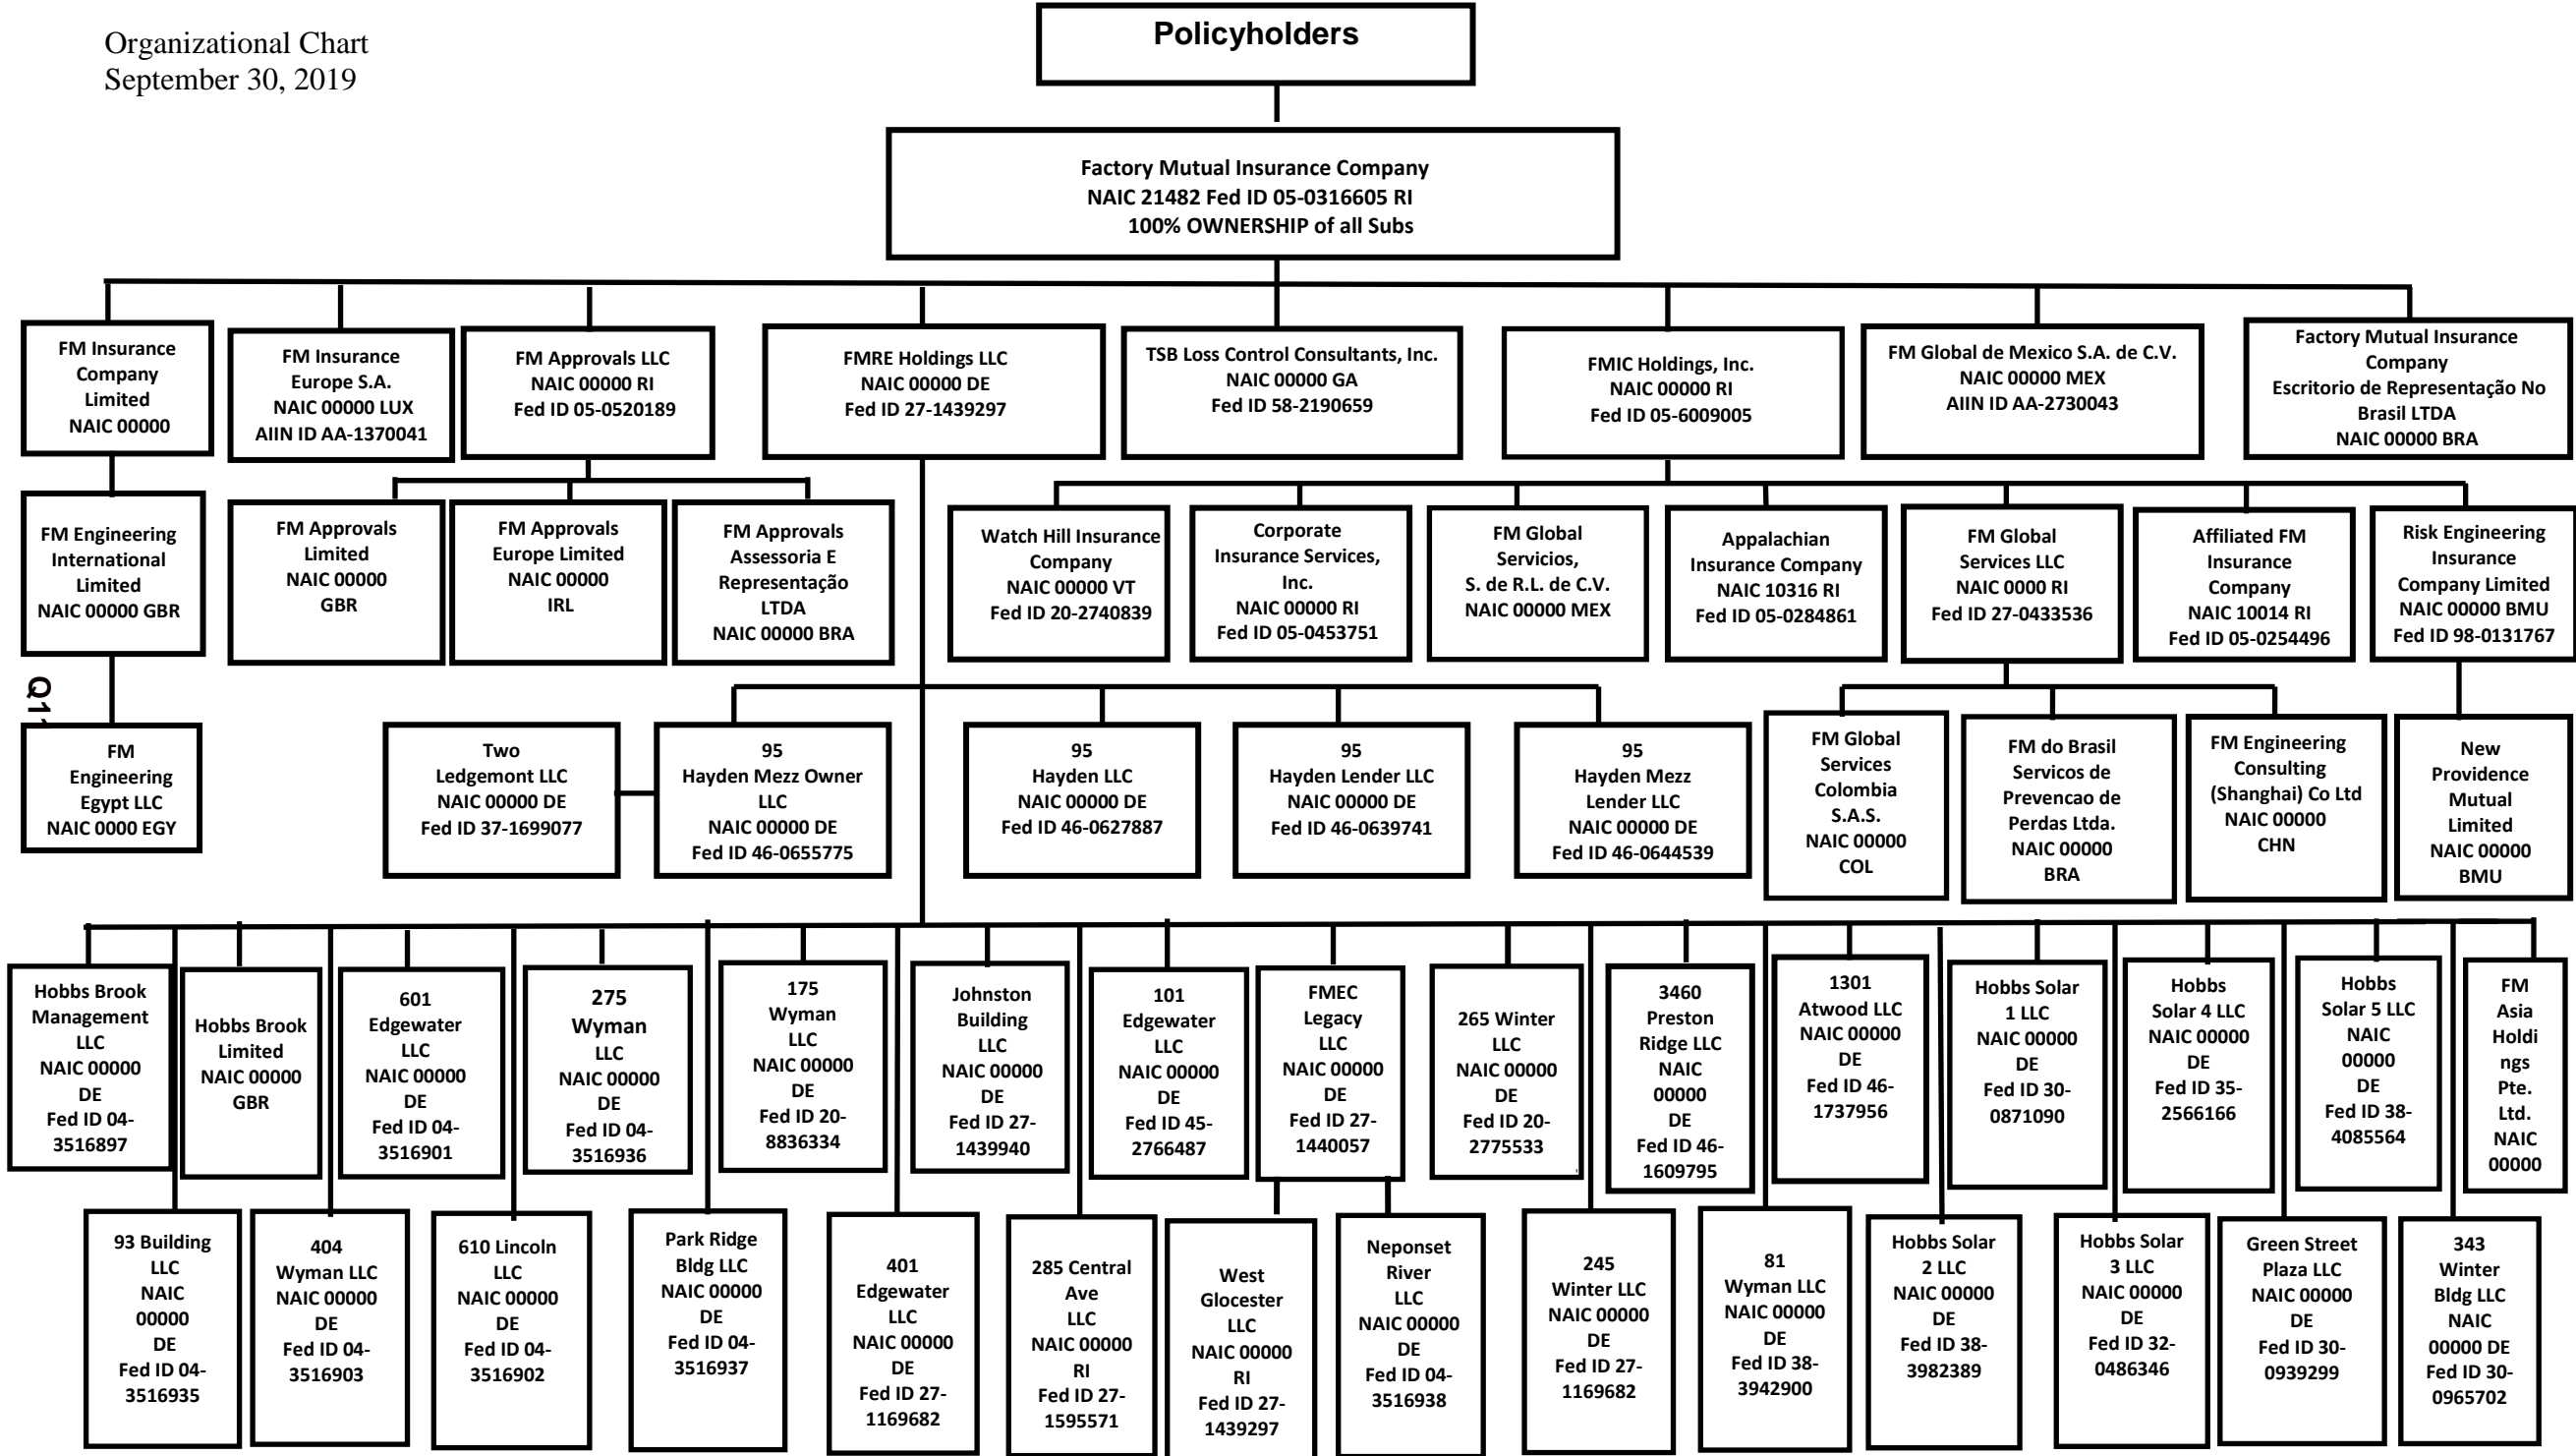 Organizational Chart
September 30, 2019
Policyholders
Factory Mutual Insurance Company
NAIC 21482 Fed ID 05-0316605 RI
100% OWNERSHIP of all Subs
FM Insurance
Company
Limited
NAIC 00000
FM Insurance
Europe S.A.
NAIC 00000 LUX
AIIN ID AA-1370041
FM Approvals LLC
NAIC 00000 RI
Fed ID 05-0520189
FMRE Holdings LLC
NAIC 00000 DE
Fed ID 27-1439297
TSB Loss Control Consultants, Inc.
NAIC 00000 GA
Fed ID 58-2190659
FMIC Holdings, Inc.
NAIC 00000 RI
Fed ID 05-6009005
FM Global de Mexico S.A. de C.V.
NAIC 00000 MEX
AIIN ID AA-2730043
Factory Mutual Insurance
Company
Escritorio de Representação No
Brasil LTDA
NAIC 00000 BRA
FM Engineering
International
Limited
NAIC 00000 GBR
FM Approvals
Limited
NAIC 00000
GBR
FM Approvals
Europe Limited
NAIC 00000
IRL
FM Approvals
Assessoria E
Representação
LTDA
NAIC 00000 BRA
Watch Hill Insurance
Company
NAIC 00000 VT
Fed ID 20-2740839
Corporate
Insurance Services,
Inc.
NAIC 00000 RI
Fed ID 05-0453751
FM Global
Servicios,
S. de R.L. de C.V.
NAIC 00000 MEX
Appalachian
Insurance Company
NAIC 10316 RI
Fed ID 05-0284861
FM Global
Services LLC
NAIC 0000 RI
Fed ID 27-0433536
Affiliated FM
Insurance
Company
NAIC 10014 RI
Fed ID 05-0254496
Risk Engineering
Insurance
Company Limited
NAIC 00000 BMU
Fed ID 98-0131767
FM
Engineering
Egypt LLC
NAIC 0000 EGY
Two
Ledgemont LLC
NAIC 00000 DE
Fed ID 37-1699077
95
Hayden Mezz Owner
LLC
NAIC 00000 DE
Fed ID 46-0655775
95
Hayden LLC
NAIC 00000 DE
Fed ID 46-0627887
95
Hayden Lender LLC
NAIC 00000 DE
Fed ID 46-0639741
95
Hayden Mezz
Lender LLC
NAIC 00000 DE
Fed ID 46-0644539
FM Global
Services
Colombia
S.A.S.
NAIC 00000
COL
FM do Brasil
Servicos de
Prevencao de
Perdas Ltda.
NAIC 00000
BRA
FM Engineering
Consulting
(Shanghai) Co Ltd
NAIC 00000
CHN
New
Providence
Mutual
Limited
NAIC 00000
BMU
Hobbs Brook
Management
LLC
NAIC 00000
DE
Fed ID 04-
3516897
Hobbs Brook
Limited
NAIC 00000
GBR
601
Edgewater
LLC
NAIC 00000
DE
Fed ID 04-
3516901
275
Wyman
LLC
NAIC 00000
DE
Fed ID 04-
3516936
175
Wyman
LLC
NAIC 00000
DE
Fed ID 20-
8836334
Johnston
Building
LLC
NAIC 00000
DE
Fed ID 27-
1439940
101
Edgewater
LLC
NAIC 00000
DE
Fed ID 45-
2766487
FMEC
Legacy
LLC
NAIC 00000
DE
Fed ID 27-
1440057
265 Winter
LLC
NAIC 00000
DE
Fed ID 20-
2775533
3460
Preston
Ridge LLC
NAIC
00000
DE
Fed ID 46-
1609795
1301
Atwood LLC
NAIC 00000
DE
Fed ID 46-
1737956
Hobbs Solar
1 LLC
NAIC 00000
DE
Fed ID 30-
0871090
Hobbs
Solar 4 LLC
NAIC 00000
DE
Fed ID 35-
2566166
Hobbs
Solar 5 LLC
NAIC
00000
DE
Fed ID 38-
4085564
FM
Asia
Holdi
ngs
Pte.
Ltd.
NAIC
00000
93 Building
LLC
NAIC
00000
DE
Fed ID 04-
3516935
404
Wyman LLC
NAIC 00000
DE
Fed ID 04-
3516903
610 Lincoln
LLC
NAIC 00000
DE
Fed ID 04-
3516902
Park Ridge
Bldg LLC
NAIC 00000
DE
Fed ID 04-
3516937
401
Edgewater
LLC
NAIC 00000
DE
Fed ID 27-
1169682
285 Central
Ave
LLC
NAIC 00000
RI
Fed ID 27-
1595571
West
Glocester
LLC
NAIC 00000
RI
Fed ID 27-
1439297
Neponset
River
LLC
NAIC 00000
DE
Fed ID 04-
3516938
245
Winter LLC
NAIC 00000
DE
Fed ID 27-
1169682
81
Wyman LLC
NAIC 00000
DE
Fed ID 38-
3942900
Hobbs Solar
2 LLC
NAIC 00000
DE
Fed ID 38-
3982389
Hobbs Solar
3 LLC
NAIC 00000
DE
Fed ID 32-
0486346
Green Street
Plaza LLC
NAIC 00000
DE
Fed ID 30-
0939299
343
Winter
Bldg LLC
NAIC
00000 DE
Fed ID 30-
0965702